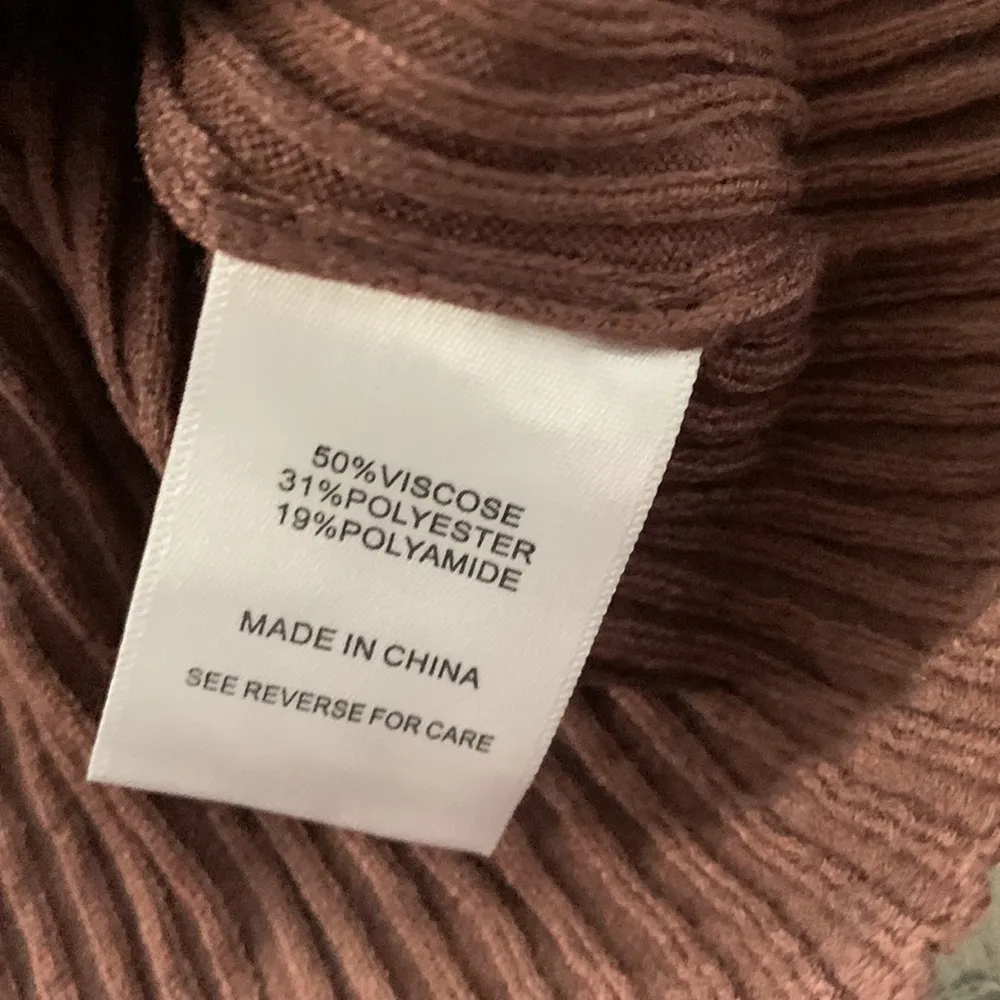 50%VISCOSE
31%POLYESTER
19%POLYAMIDE
MADE IN CHINA
SEE REVERSE FOR CARE